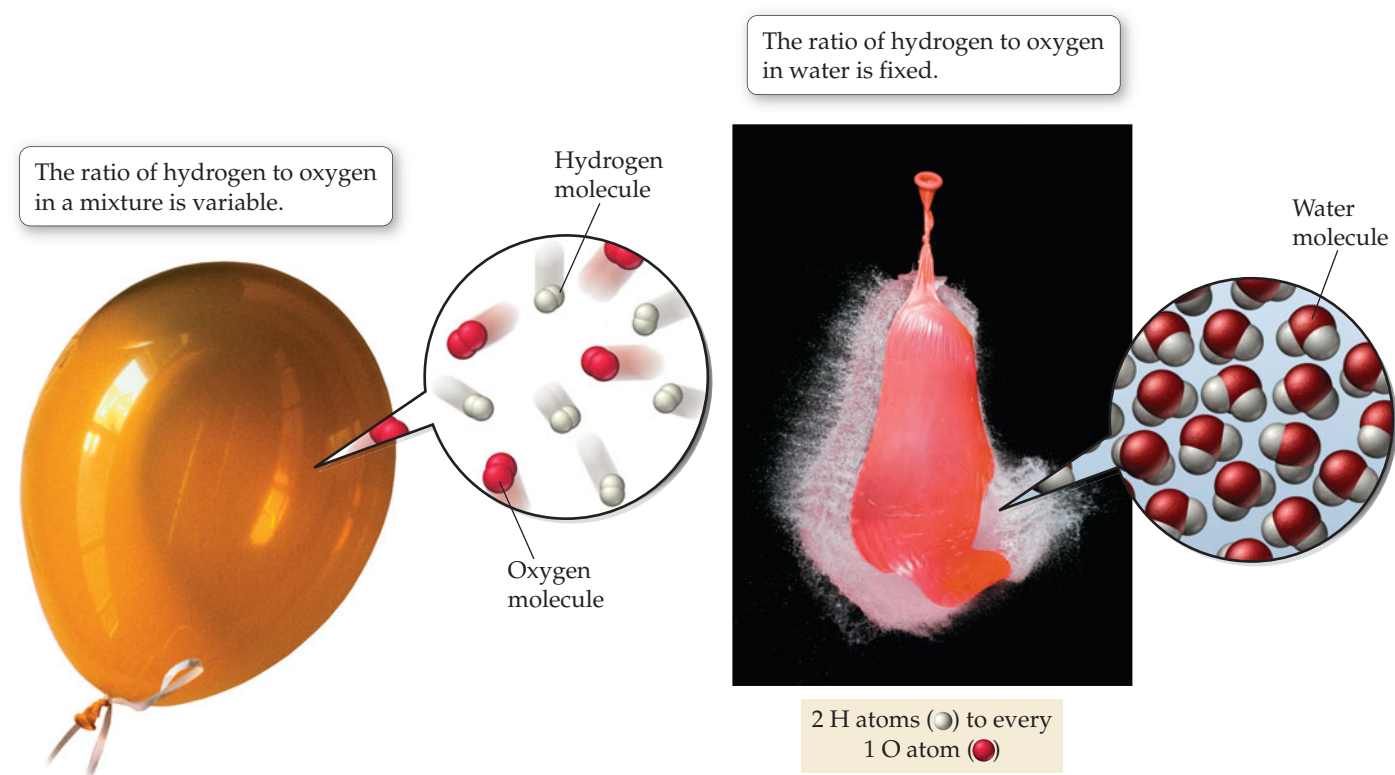 The ratio of hydrogen to oxygen
in a mixture is variable.
Hydrogen
molecule
Oxygen
molecule
The ratio of hydrogen to oxygen
in water is fixed.
Water
molecule
2 H atoms ( ) to every
1 O atom ( )